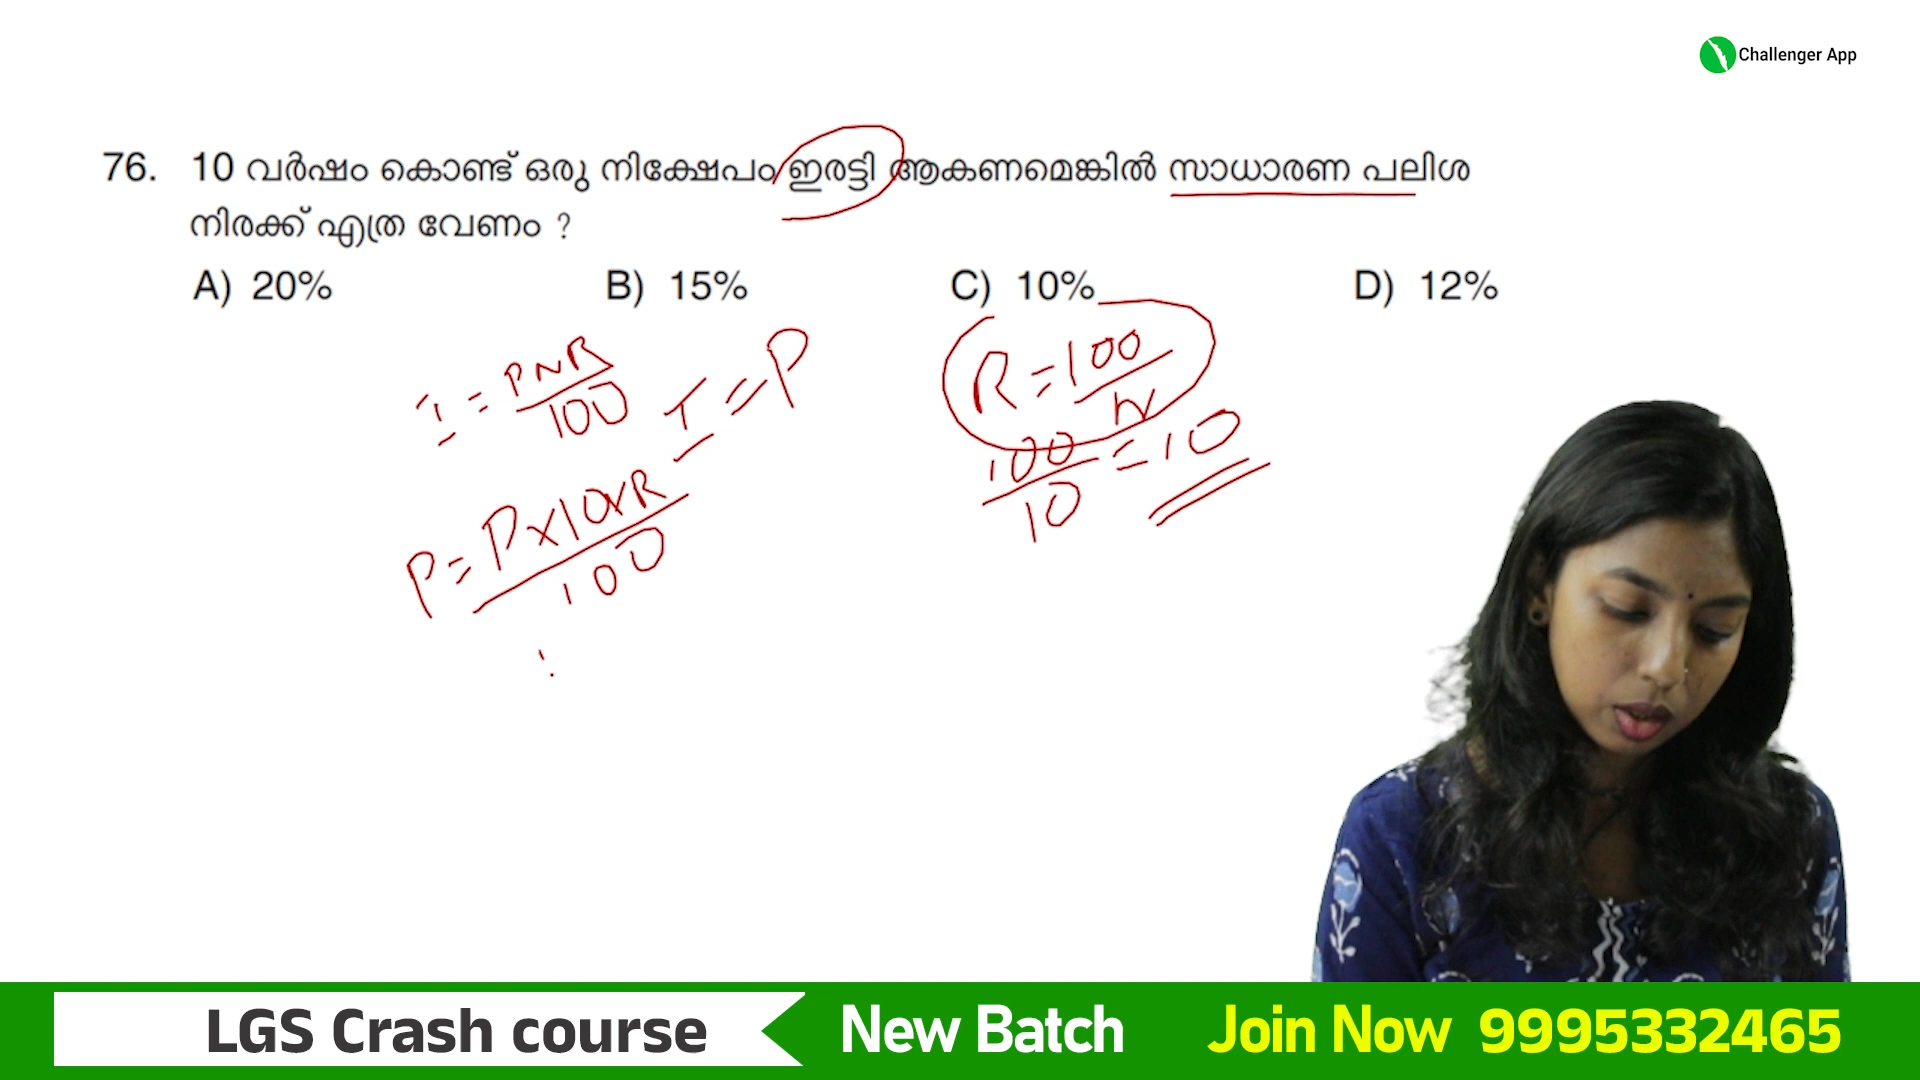 Challenger App
76. 10 വർഷം കൊണ്ട് ഒരു നിക്ഷേപം ഇരട്ടി ആകണമെങ്കിൽ സാധാരണ പലിശ
നിരക്ക് എത്ര വേണം ?
A) 20% B) 15% C) 10% D) 12%
I = PNR/100
I = P
P = P×10×R/100
R = 100/N
100/10 = 10
LGS Crash course New Batch Join Now 9995332465